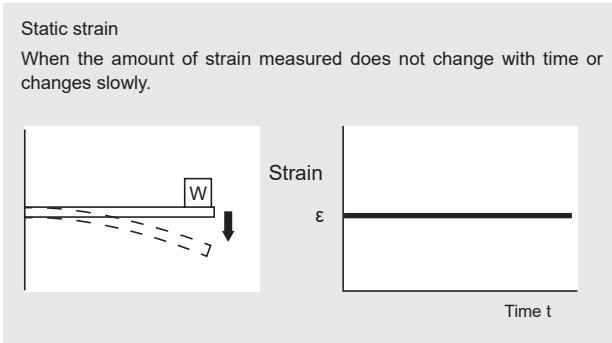 Static strain
When the amount of strain measured does not change with time or
changes slowly.
W
Strain
ε
Time t